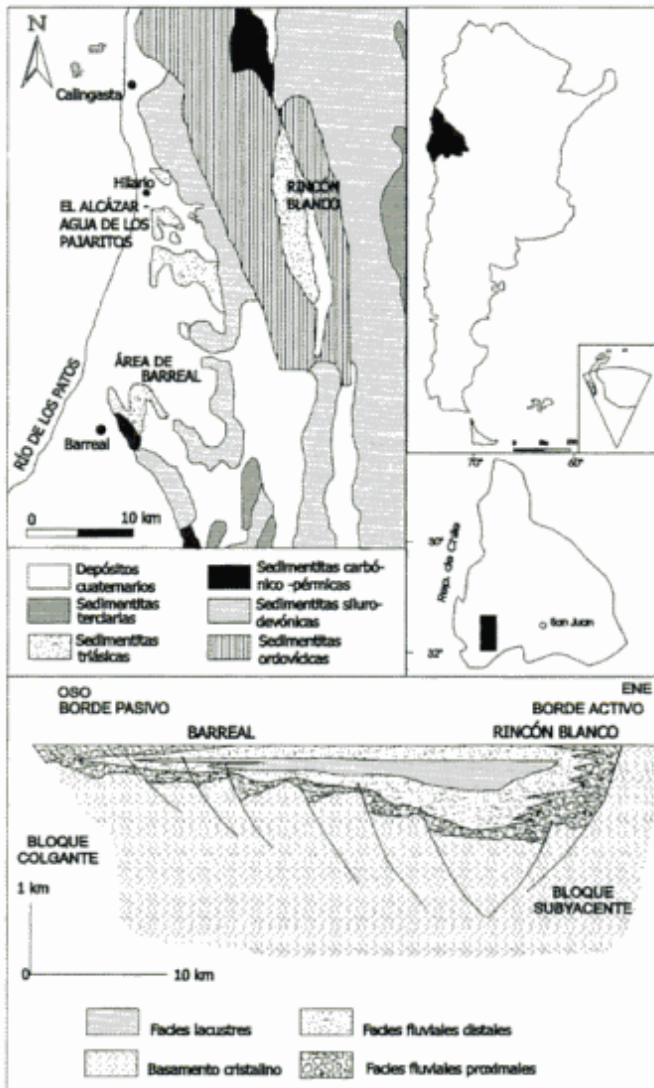 Calingasta
Hilario
EL ALCÁZAR -
AGUA DE LOS
PAJARITOS
RINCÓN
BLANCO
ÁREA DE
BARREAL
RÍO DE LOS PATOS
Barreal
0 10 km
Depósitos
cuaternarios
Sedimentitas
terciarias
Sedimentitas
triásicas
Sedimentitas carbó-
nico -pérmicas
Sedimentitas siluro-
devónicas
Sedimentitas
ordovícicas
70° 60°
30°
Rep. de Chile
San Juan
32°
OSO
BORDE PASIVO
ENE
BORDE ACTIVO
BARREAL
RINCÓN BLANCO
BLOQUE
COLGANTE
BLOQUE
SUBYACENTE
1 km
0 10 km
Facies lacustres
Facies fluviales distales
Basamento cristalino
Facies fluviales proximales